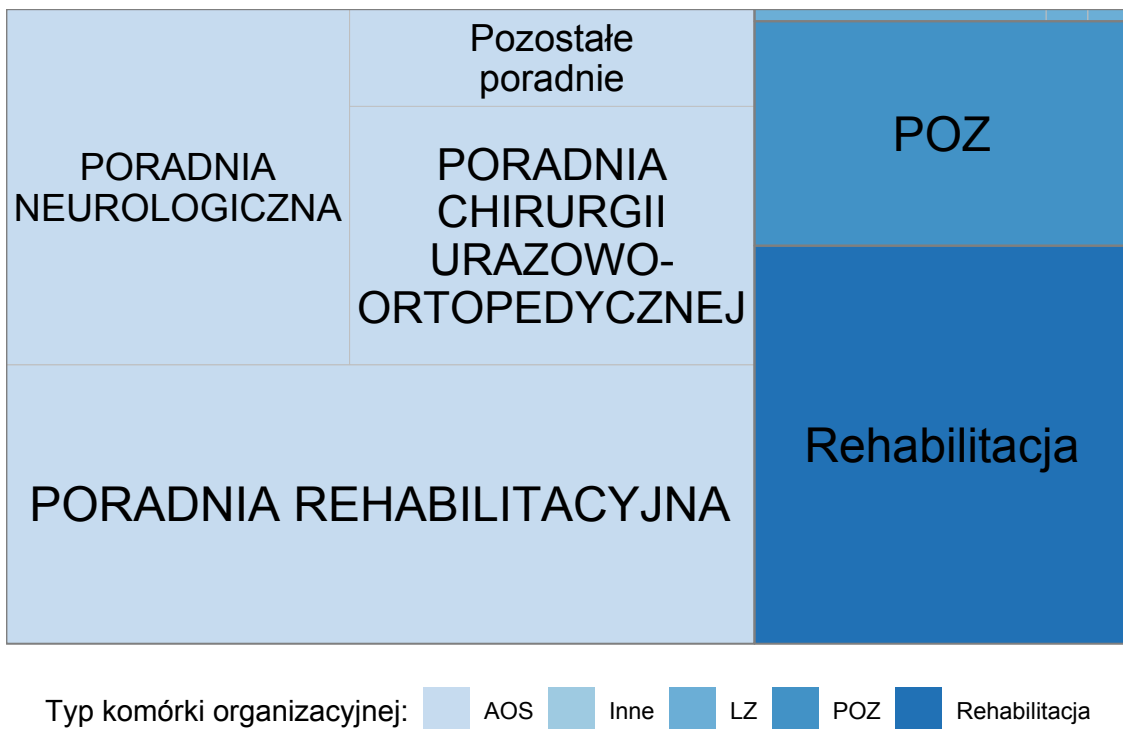 Pozostałe
poradnie
PORADNIA
NEUROLOGICZNA
PORADNIA
CHIRURGII
URAZOWO-
ORTOPEDYCZNEJ
PORADNIA REHABILITACYJNA
POZ
Rehabilitacja
Typ komórki organizacyjnej: AOS Inne LZ POZ Rehabilitacja